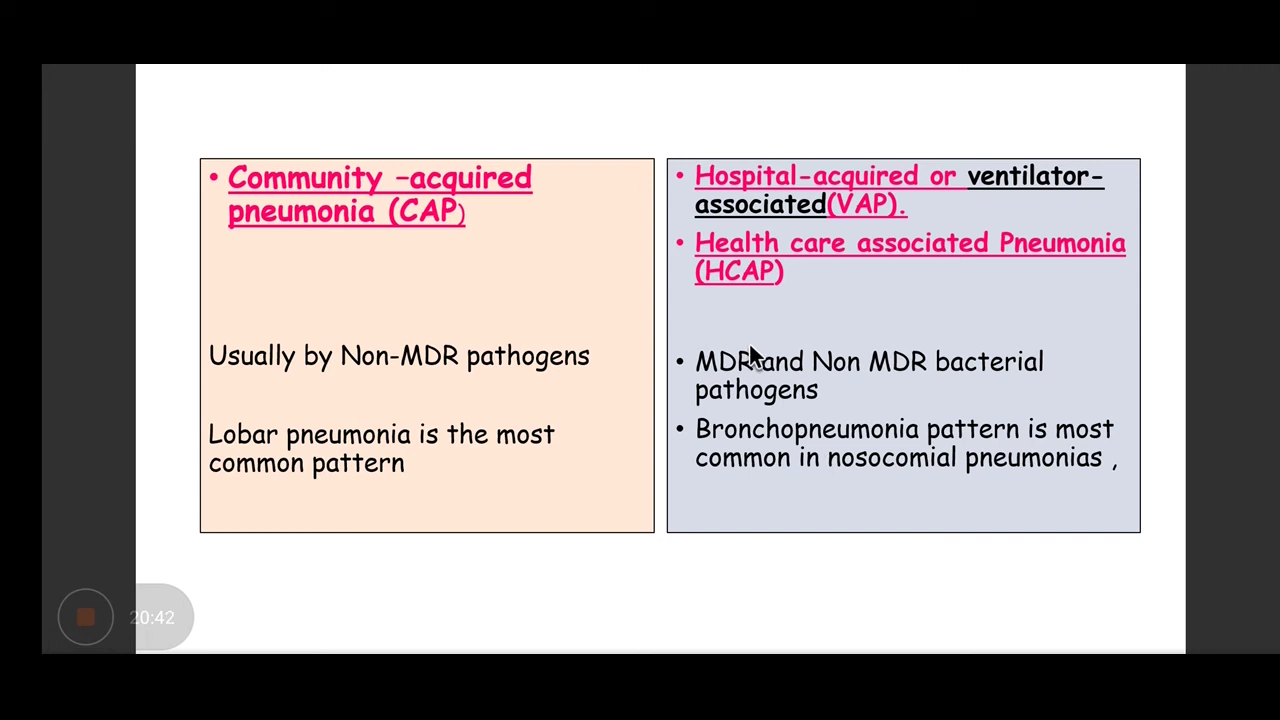 • Community –acquired
pneumonia (CAP)
Usually by Non-MDR pathogens
Lobar pneumonia is the most
common pattern
• Hospital-acquired or ventilator-
associated(VAP).
• Health care associated Pneumonia
(HCAP)
• MDR and Non MDR bacterial
pathogens
• Bronchopneumonia pattern is most
common in nosocomial pneumonias ,
20:42